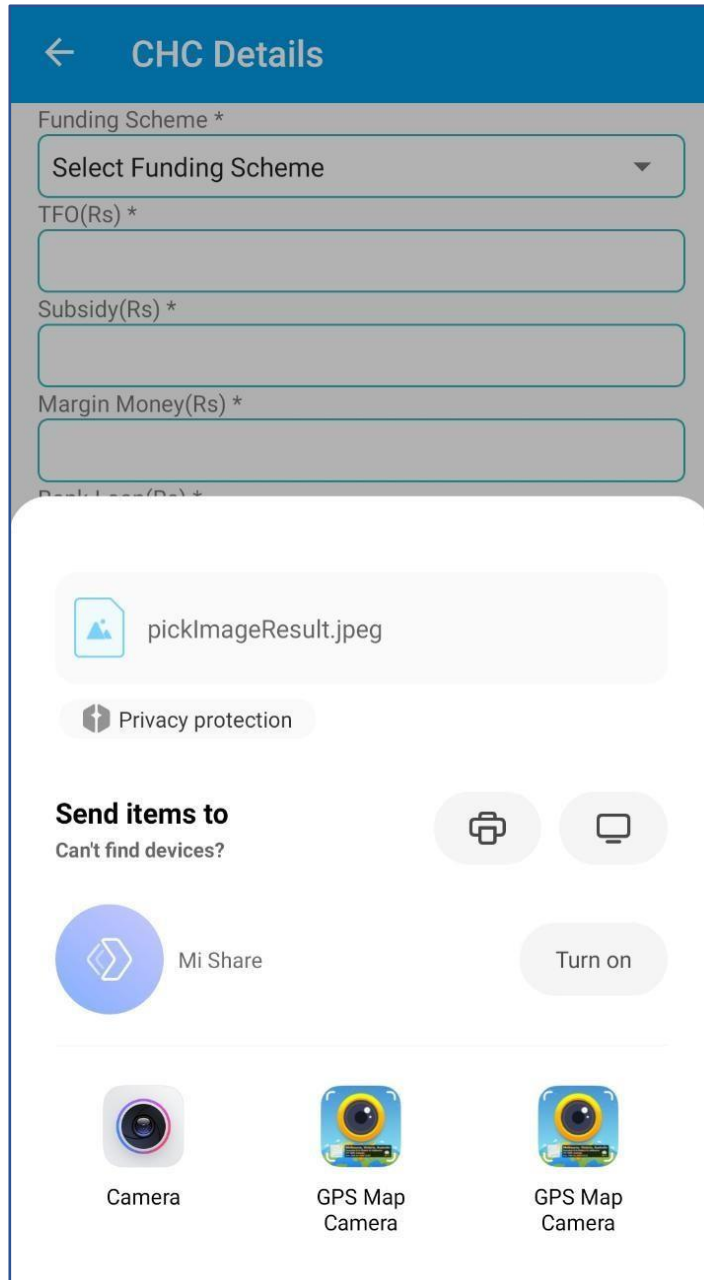 CHC Details
Funding Scheme *
Select Funding Scheme
TFO(Rs) *
Subsidy(Rs) *
Margin Money(Rs) *
pickImageResult.jpeg
Privacy protection
Send items to
Can't find devices?
Mi Share
Turn on
Camera
GPS Map
Camera
GPS Map
Camera